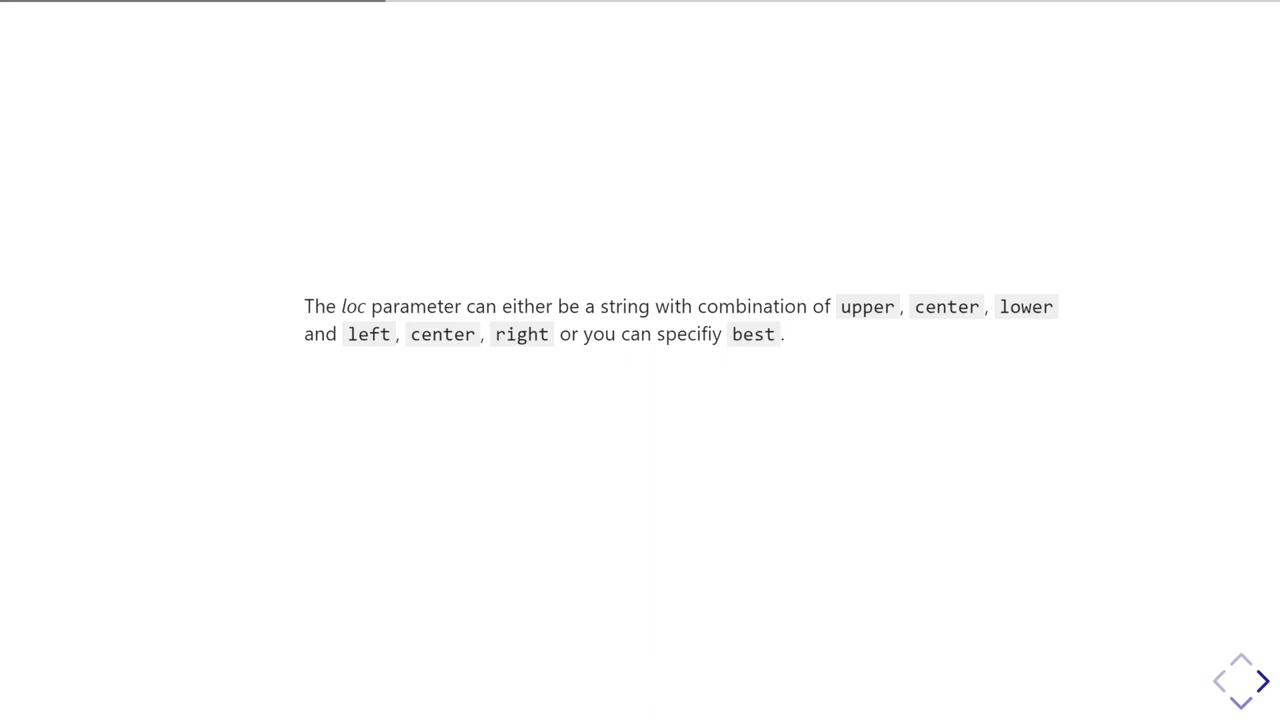 The loc parameter can either be a string with combination of upper, center, lower
and left, center, right or you can specifiy best.